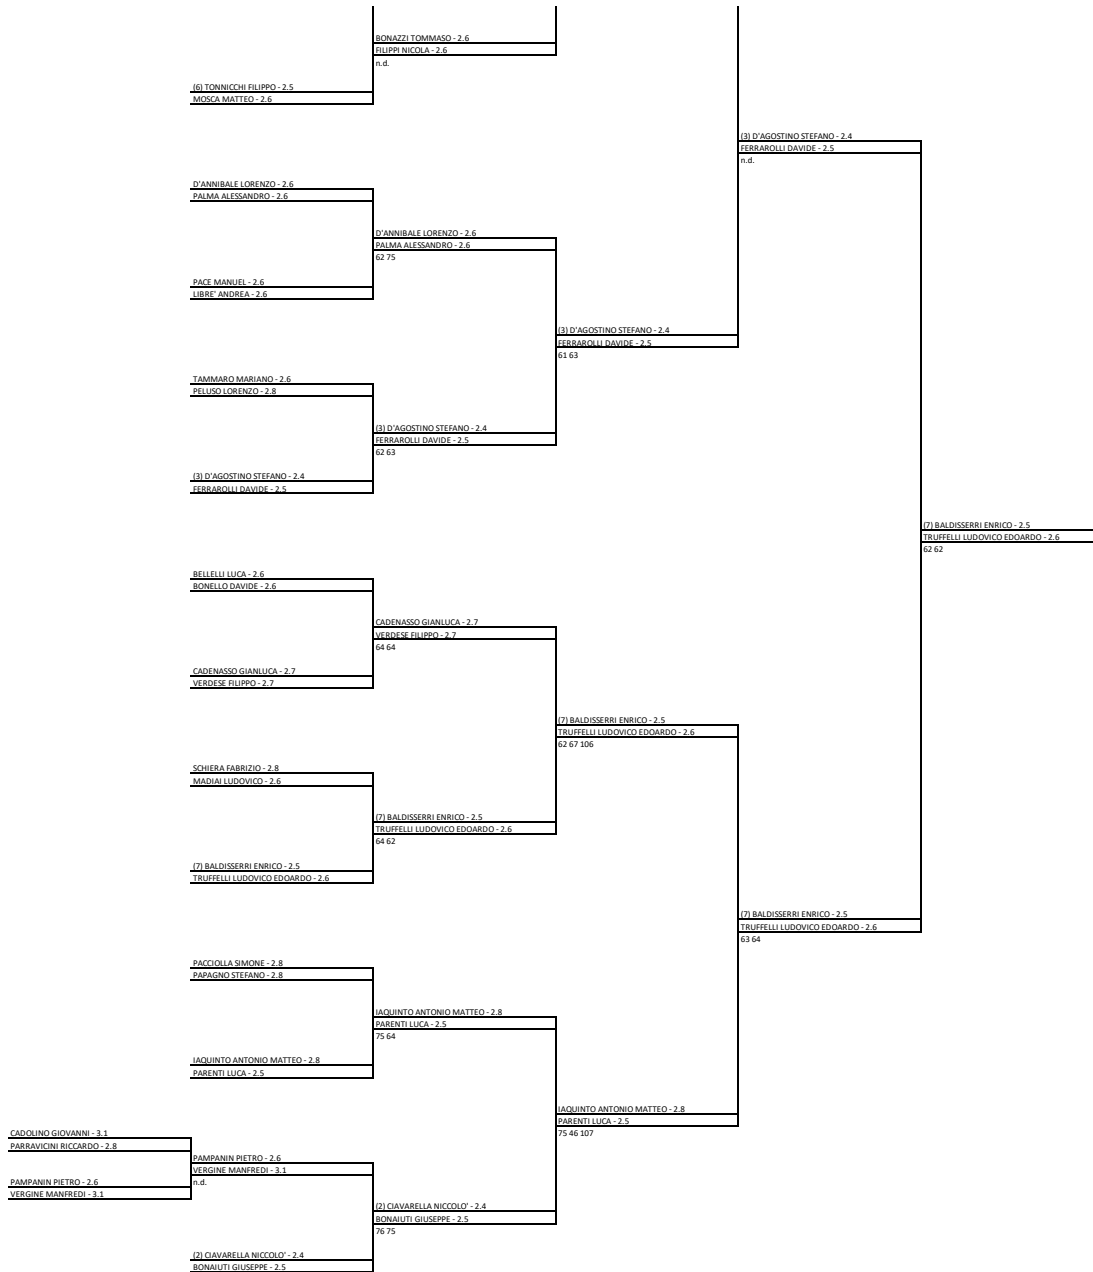 BONAZZI TOMMASO - 2.6
FILIPPI NICOLA - 2.6
n.d.
(6) TONNICCHI FILIPPO - 2.5
MOSCA MATTEO - 2.6
(3) D'AGOSTINO STEFANO - 2.4
FERRAROLLI DAVIDE - 2.5
n.d.
D'ANNIBALE LORENZO - 2.6
PALMA ALESSANDRO - 2.6
D'ANNIBALE LORENZO - 2.6
PALMA ALESSANDRO - 2.6
62 75
PACE MANUEL - 2.6
LIBRE' ANDREA - 2.6
(3) D'AGOSTINO STEFANO - 2.4
FERRAROLLI DAVIDE - 2.5
61 63
TAMMARO MARIANO - 2.6
PELUSO LORENZO - 2.8
(3) D'AGOSTINO STEFANO - 2.4
FERRAROLLI DAVIDE - 2.5
62 63
(3) D'AGOSTINO STEFANO - 2.4
FERRAROLLI DAVIDE - 2.5
(7) BALDISSERRI ENRICO - 2.5
TRUFFELLI LUDOVICO EDOARDO - 2.6
62 62
BELLELLI LUCA - 2.6
BONELLO DAVIDE - 2.6
CADENASSO GIANLUCA - 2.7
VERDESE FILIPPO - 2.7
64 64
CADENASSO GIANLUCA - 2.7
VERDESE FILIPPO - 2.7
(7) BALDISSERRI ENRICO - 2.5
TRUFFELLI LUDOVICO EDOARDO - 2.6
62 67 106
SCHIERA FABRIZIO - 2.8
MADIAI LUDOVICO - 2.6
(7) BALDISSERRI ENRICO - 2.5
TRUFFELLI LUDOVICO EDOARDO - 2.6
64 62
(7) BALDISSERRI ENRICO - 2.5
TRUFFELLI LUDOVICO EDOARDO - 2.6
(7) BALDISSERRI ENRICO - 2.5
TRUFFELLI LUDOVICO EDOARDO - 2.6
63 64
PACCIOLLA SIMONE - 2.8
PAPAGNO STEFANO - 2.8
IAQUINTO ANTONIO MATTEO - 2.8
PARENTI LUCA - 2.5
75 64
IAQUINTO ANTONIO MATTEO - 2.8
PARENTI LUCA - 2.5
IAQUINTO ANTONIO MATTEO - 2.8
PARENTI LUCA - 2.5
75 46 107
CADOLINO GIOVANNI - 3.1
PARRAVICINI RICCARDO - 2.8
PAMPANIN PIETRO - 2.6
VERGINE MANFREDI - 3.1
n.d.
PAMPANIN PIETRO - 2.6
VERGINE MANFREDI - 3.1
(2) CIAVARELLA NICCOLO' - 2.4
BONAIUTI GIUSEPPE - 2.5
76 75
(2) CIAVARELLA NICCOLO' - 2.4
BONAIUTI GIUSEPPE - 2.5